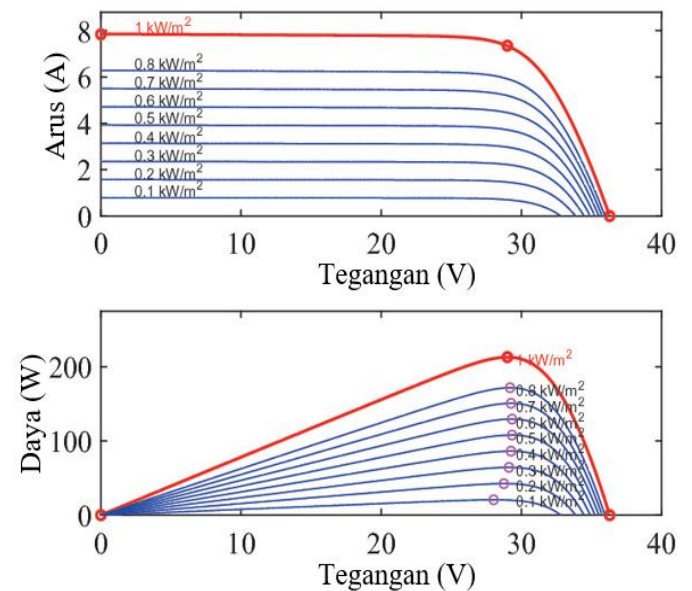 Arus (A)
8
6
4
2
0
1 kW/m²
0.8 kW/m²
0.7 kW/m²
0.6 kW/m²
0.5 kW/m²
0.4 kW/m²
0.3 kW/m²
0.2 kW/m²
0.1 kW/m²
0 10 20 30 40
Tegangan (V)
Daya (W)
200
100
0
1 kW/m²
0.8 kW/m²
0.7 kW/m²
0.6 kW/m²
0.5 kW/m²
0.4 kW/m²
0.3 kW/m²
0.2 kW/m²
0.1 kW/m²
0 10 20 30 40
Tegangan (V)